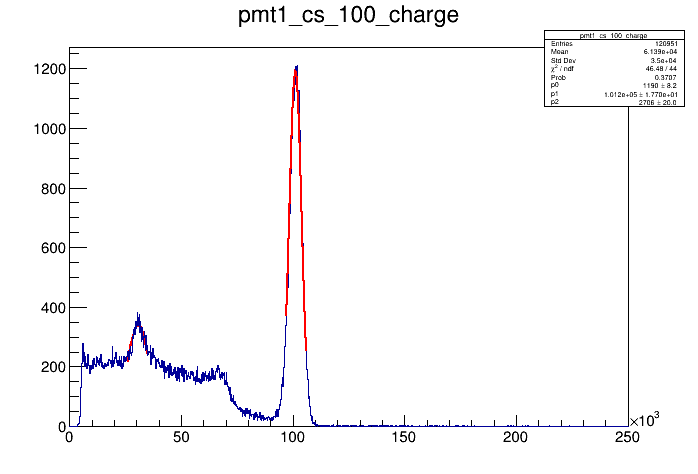 pmt1_cs_100_charge
pmt1_cs_100_charge
Entries 120951
Mean 6.139e+04
Std Dev 3.5e+04
χ² / ndf 46.48 / 44
Prob 0.3707
p0 1190 ± 8.2
p1 1.012e+05 ± 1.770e+01
p2 2706 ± 20.0
1200
1000
800
600
400
200
0
0 50 100 150 200 250
×10³